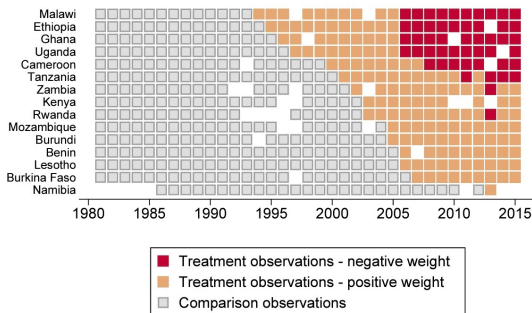 Malawi
Ethiopia
Ghana
Uganda
Cameroon
Tanzania
Zambia
Kenya
Rwanda
Mozambique
Burundi
Benin
Lesotho
Burkina Faso
Namibia
1980 1985 1990 1995 2000 2005 2010 2015
Treatment observations - negative weight
Treatment observations - positive weight
Comparison observations